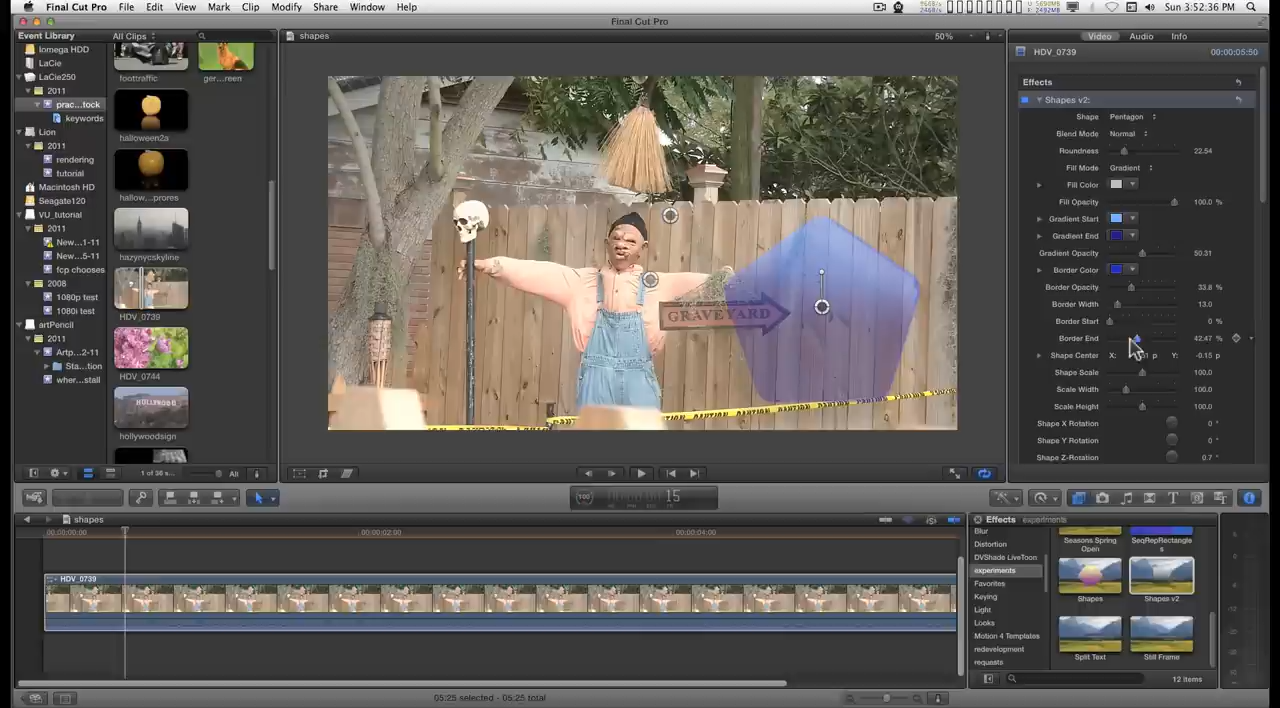 Final Cut Pro File Edit View Mark Clip Modify Share Window Help
Sun 3:52:36 PM
Final Cut Pro
Event Library
All Clips
shapes
50%
Video Audio Info
Iomega HDD
LaCie
LaCie250
2011
prac...tock
keywords
Lion
2011
rendering
tutorial
Macintosh HD
Seagate120
VU_tutorial
2011
New...1-11
New...5-11
fcp chooses
2008
1080p test
1080i test
artPencil
2011
Artp...2-11
Sta...tion
wher...stall
foottraffic
ger...reen
halloween2a
hallow...prores
hazynycskyline
HDV_0739
HDV_0744
hollywoodsign
1 of 36 s...
All
GRAVEYARD
CAUTION
HDV_0739
00:00:05:50
Effects
Shapes v2:
Shape Pentagon
Blend Mode Normal
Roundness 22.54
Fill Mode Gradient
Fill Color
Fill Opacity 100.0 %
Gradient Start
Gradient End
Gradient Opacity 50.31
Border Color
Border Opacity 33.8 %
Border Width 13.0
Border Start 0 %
Border End 42.47 %
Shape Center X: p Y: -0.15 p
Shape Scale 100.0
Scale Width 100.0
Scale Height 100.0
Shape X Rotation 0 °
Shape Y Rotation 0 °
Shape Z-Rotation 0.7 °
100
15
shapes
00:00:00:00
00:00:02:00
00:00:04:00
HDV_0739
05:25 selected - 05:25 total
Effects experiments
Blur
Distortion
DVShade LiveToon
experiments
Favorites
Keying
Light
Looks
Motion 4 Templates
redevelopment
requests
Seasons Spring Open
SeqRepRectangles
Shapes
Shapes v2
Split Text
Still Frame
12 items